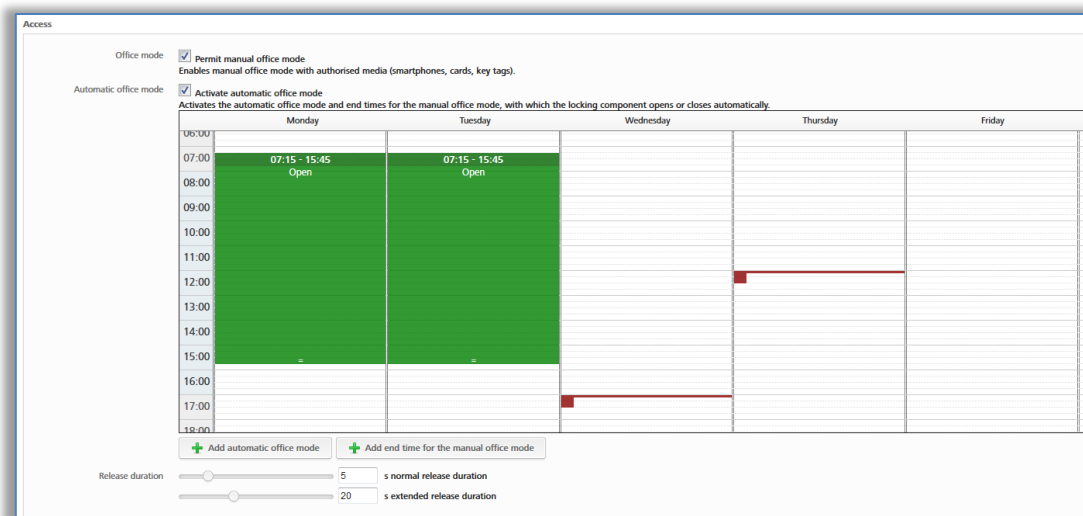 Access
Office mode
Permit manual office mode
Enables manual office mode with authorised media (smartphones, cards, key tags).
Automatic office mode
Activate automatic office mode
Activates the automatic office mode and end times for the manual office mode, with which the locking component opens or closes automatically.
Monday Tuesday Wednesday Thursday Friday
06:00
07:00 07:15 - 15:45 07:15 - 15:45
Open Open
08:00
09:00
10:00
11:00
12:00
13:00
14:00
15:00
= =
16:00
17:00
18:00
Add automatic office mode Add end time for the manual office mode
Release duration 5 s normal release duration
20 s extended release duration